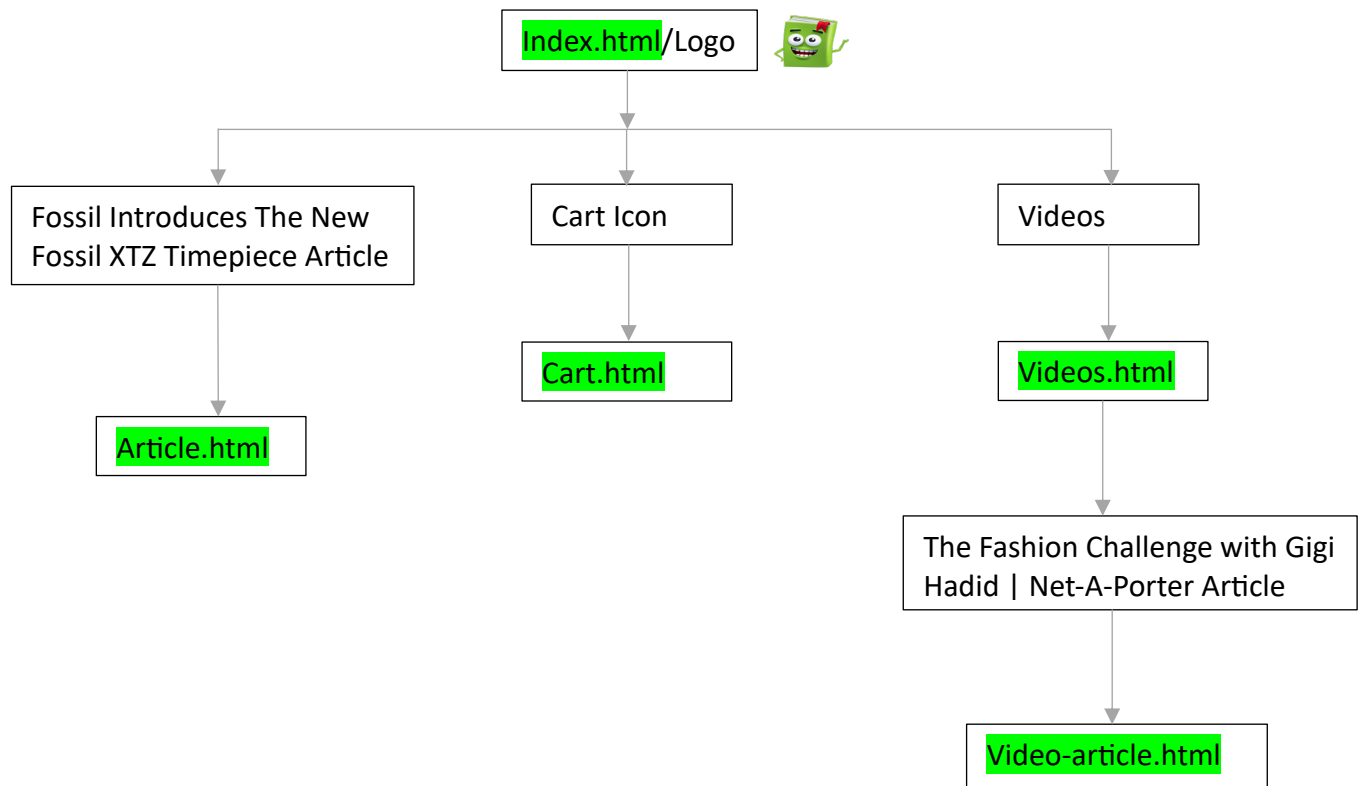 Index.html/Logo
Fossil Introduces The New
Fossil XTZ Timepiece Article
Cart Icon
Videos
Cart.html
Videos.html
Article.html
The Fashion Challenge with Gigi
Hadid | Net-A-Porter Article
Video-article.html